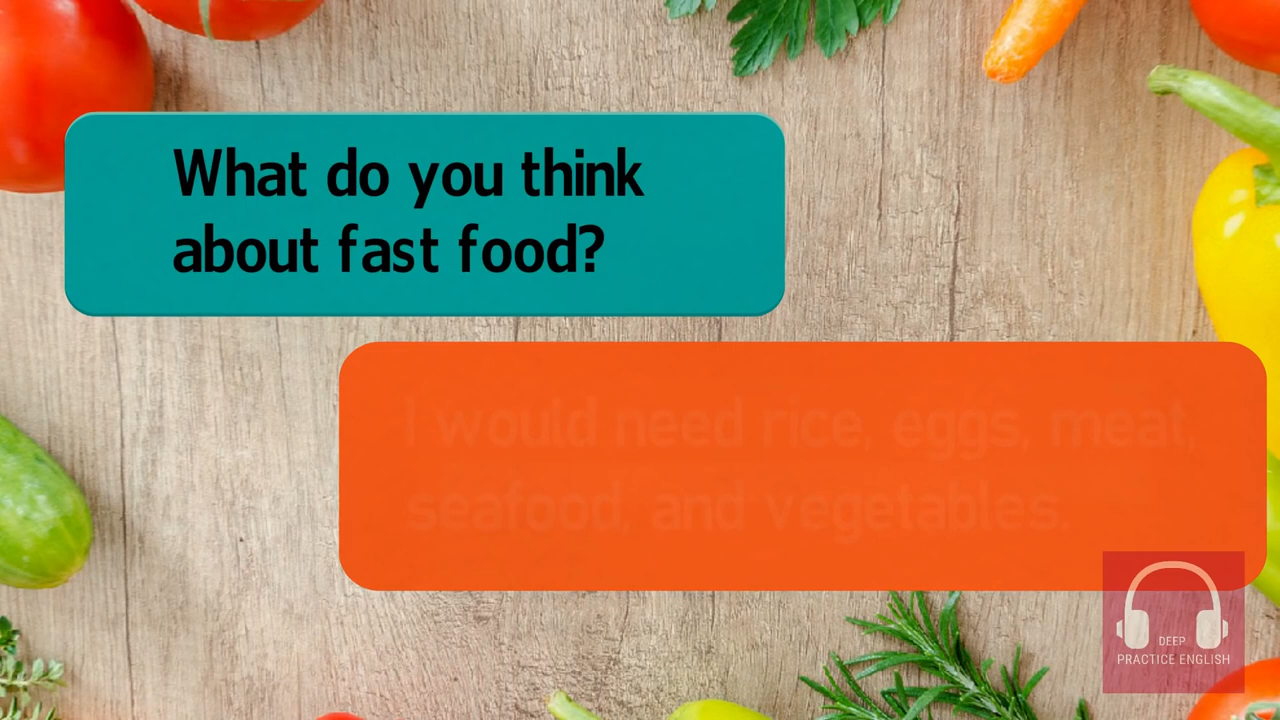 What do you think
about fast food?
I would need rice, eggs, meat,
seafood, and vegetables.
DEEP
PRACTICE ENGLISH